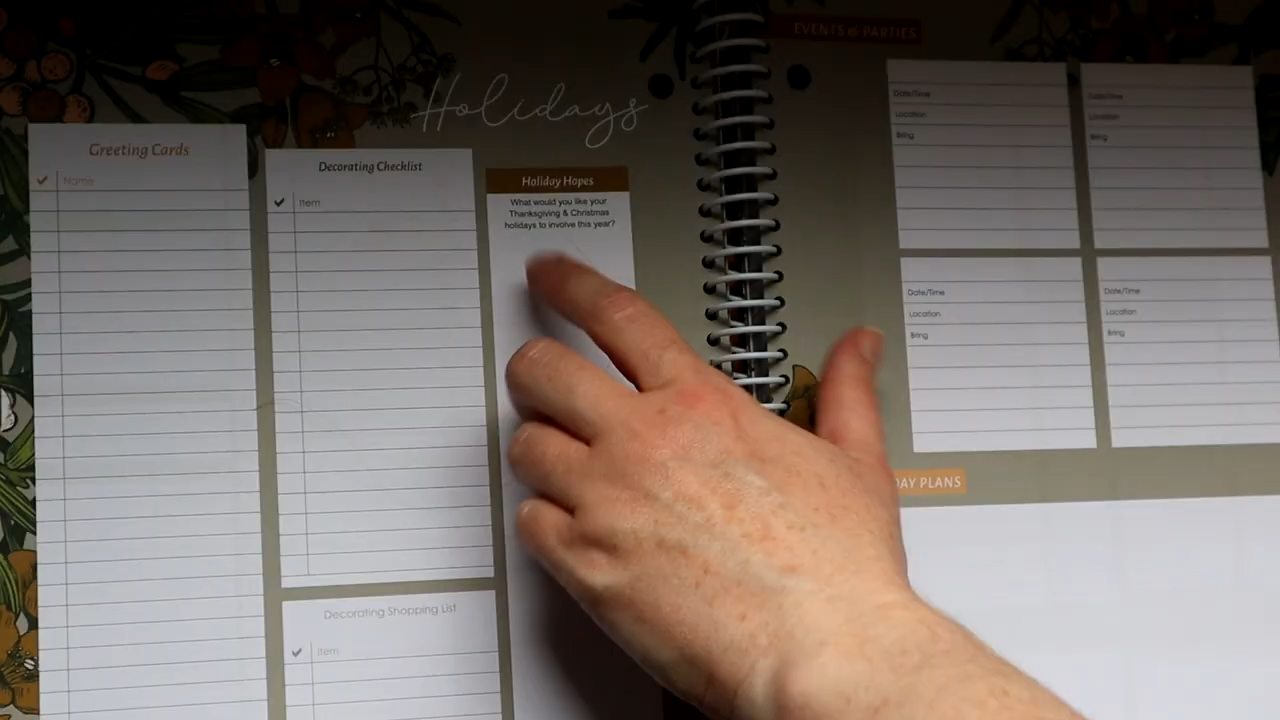 Holidays
Greeting Cards
Name
Decorating Checklist
Item
Holiday Hopes
What would you like your
Thanksgiving & Christmas
holidays to involve this year?
Decorating Shopping List
Item
EVENTS & PARTIES
Date/Time
Location
Bring
Date/Time
Location
Bring
Date/Time
Location
Bring
Date/Time
Location
Bring
DAY PLANS